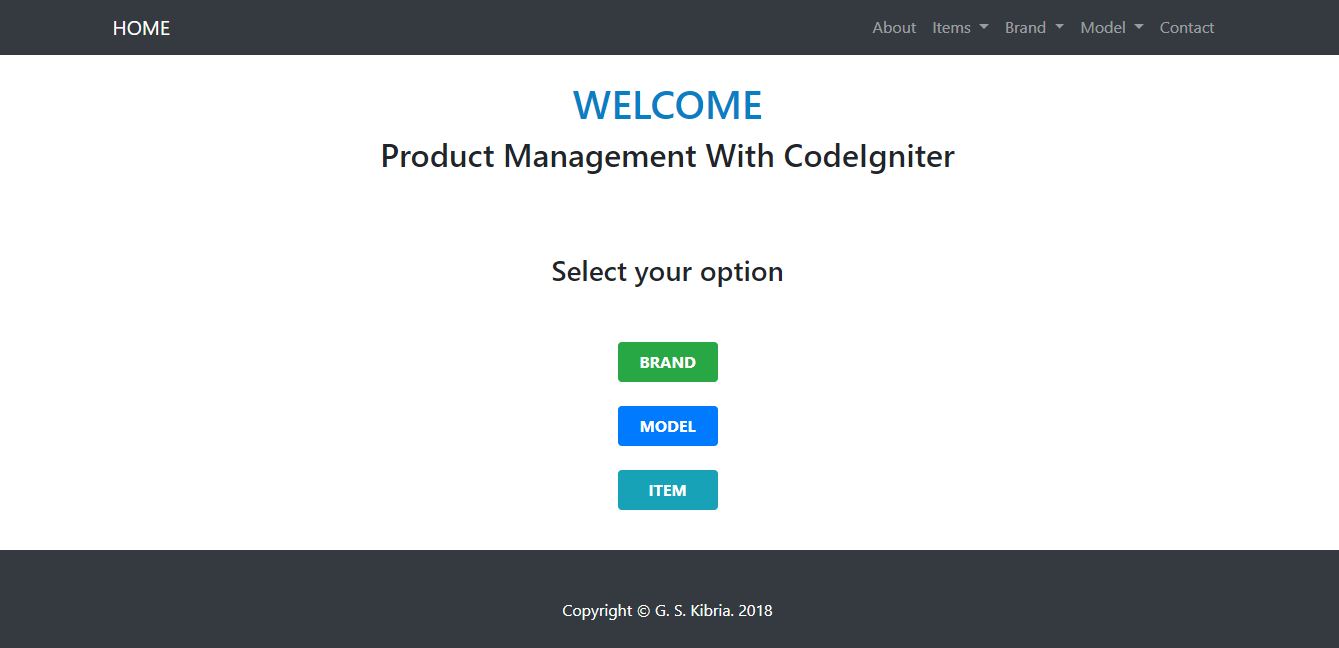 HOME About Items Brand Model Contact
WELCOME
Product Management With CodeIgniter
Select your option
BRAND
MODEL
ITEM
Copyright © G. S. Kibria. 2018